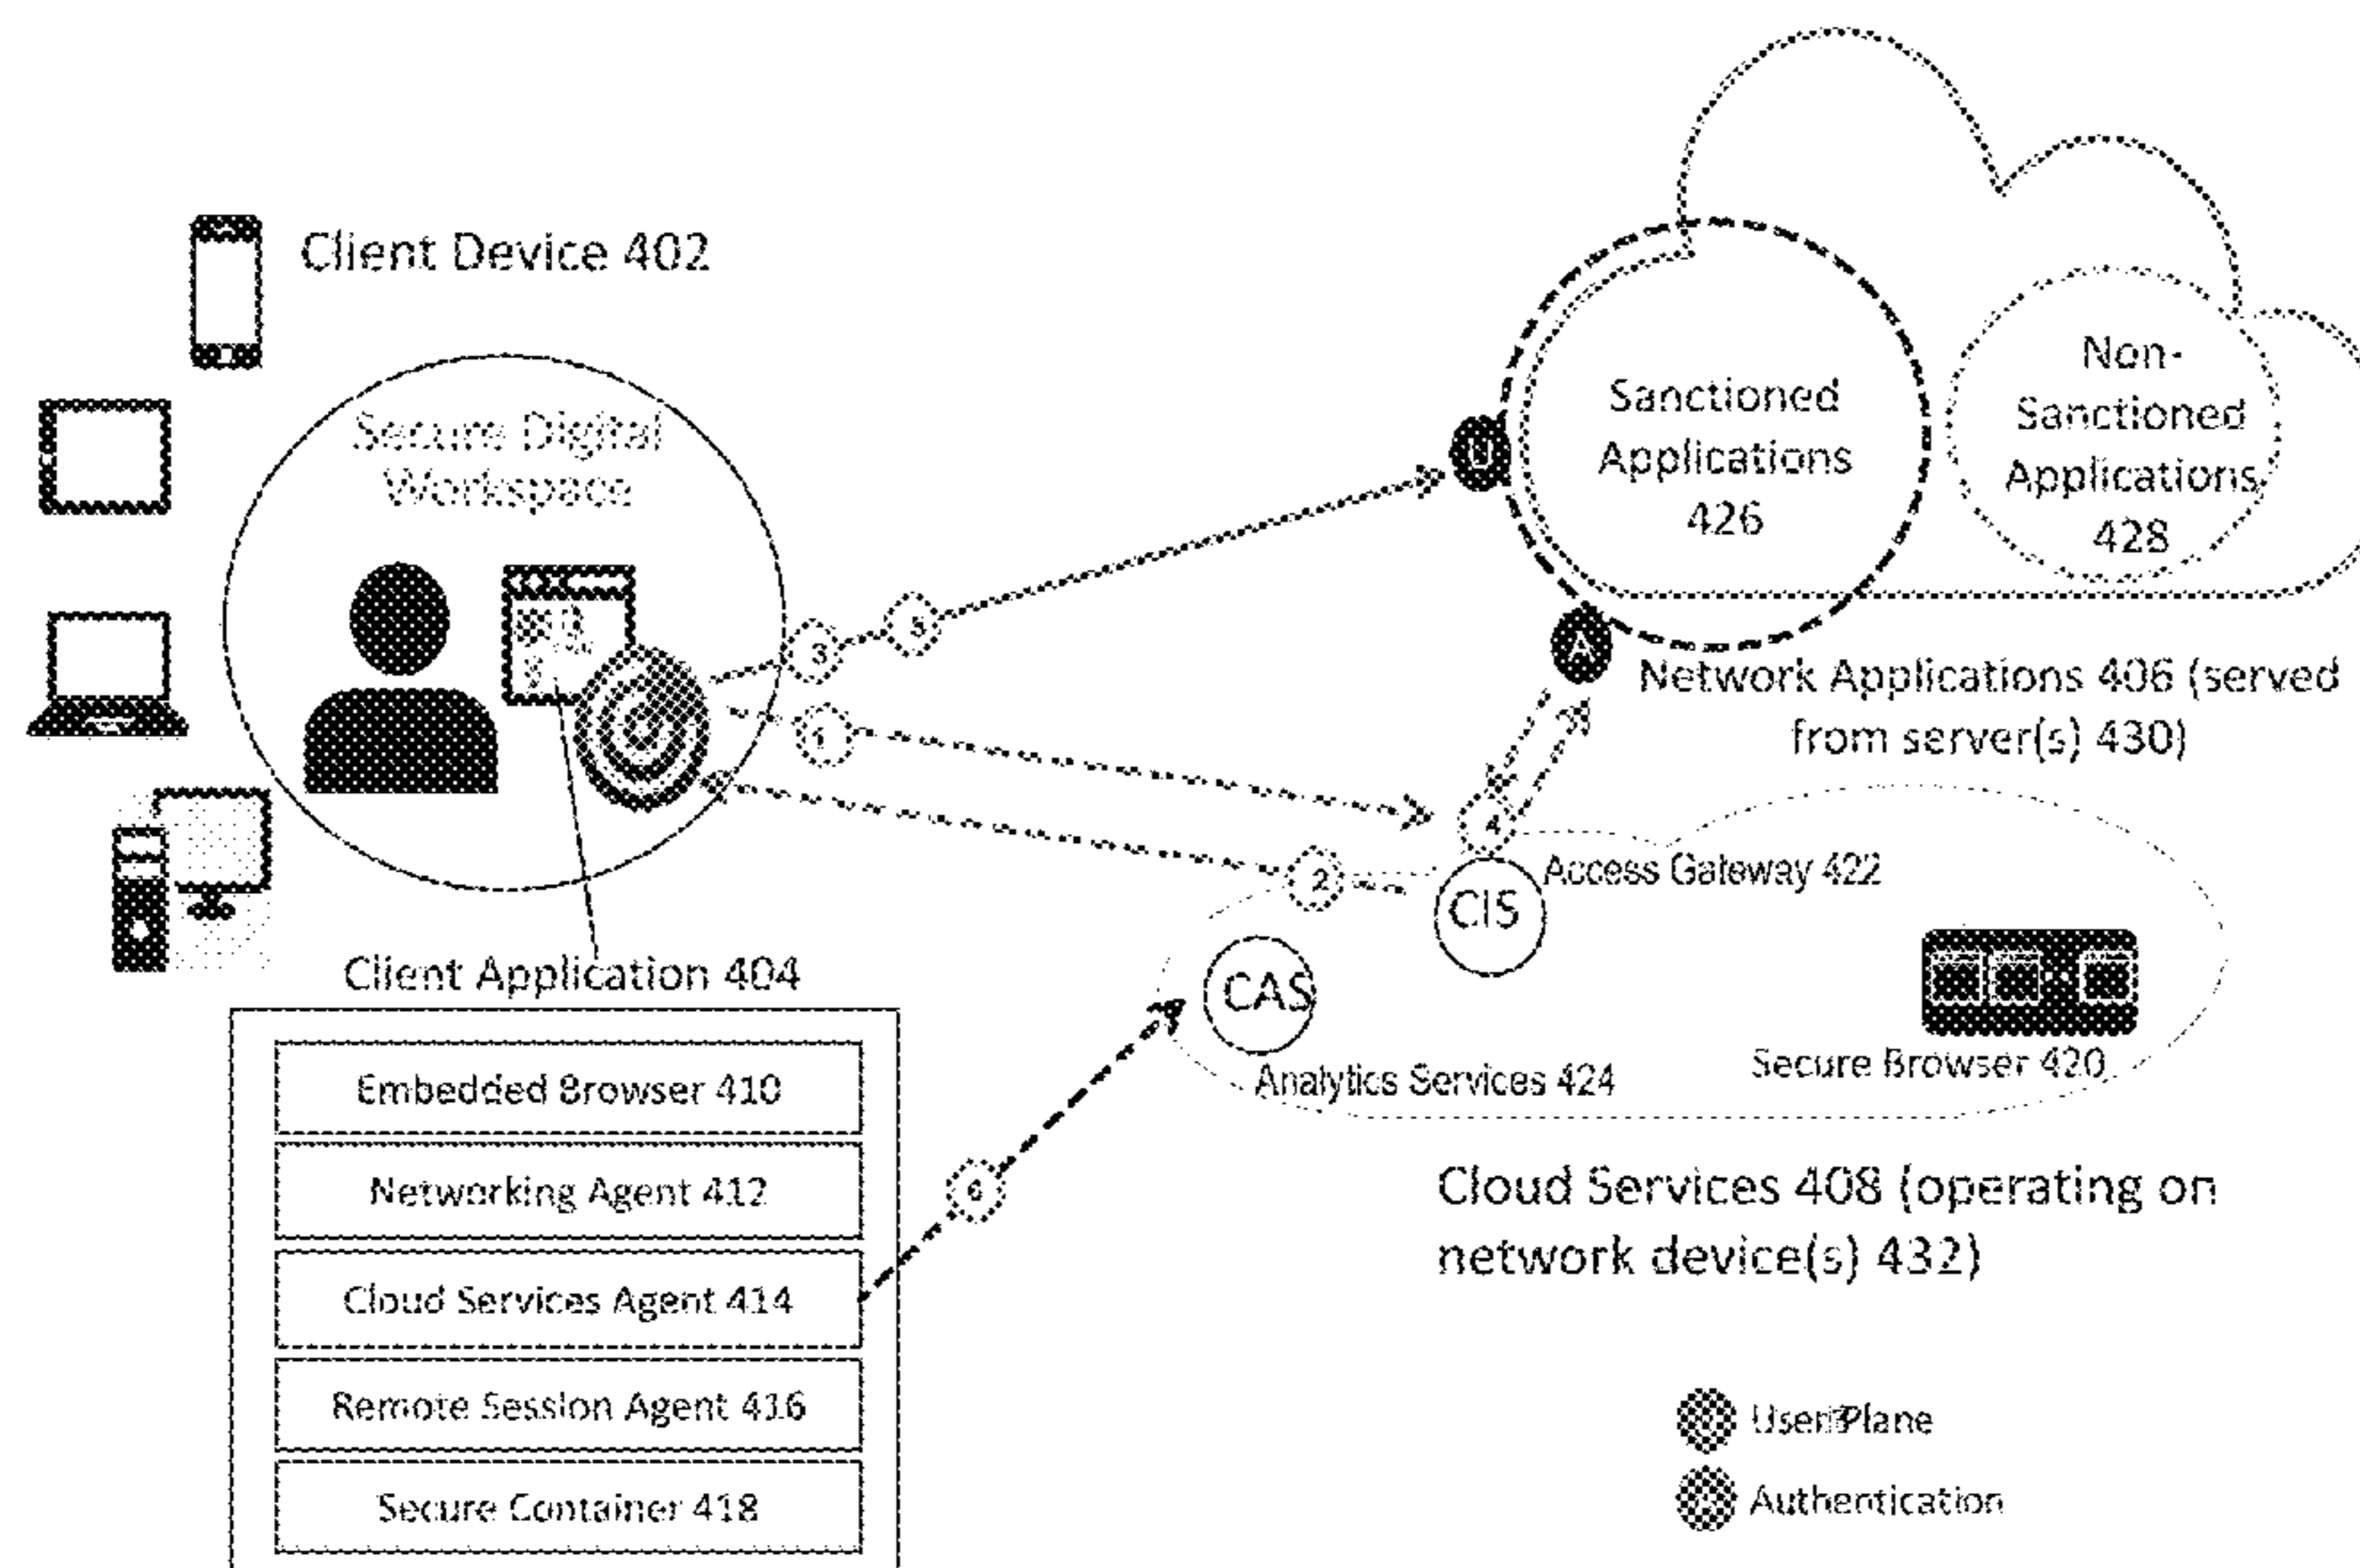 Client Device 402
Secure Digital
Workspace
Sanctioned
Applications
426
Non-
Sanctioned
Applications
428
U
3
5
1
A
Network Applications 406 (served
from server(s) 430)
4
2
Access Gateway 422
CIS
CAS
Analytics Services 424
Secure Browser 420
Client Application 404
Embedded Browser 410
Networking Agent 412
Cloud Services Agent 414
Remote Session Agent 416
Secure Container 418
6
Cloud Services 408 (operating on
network device(s) 432)
User Plane
Authentication